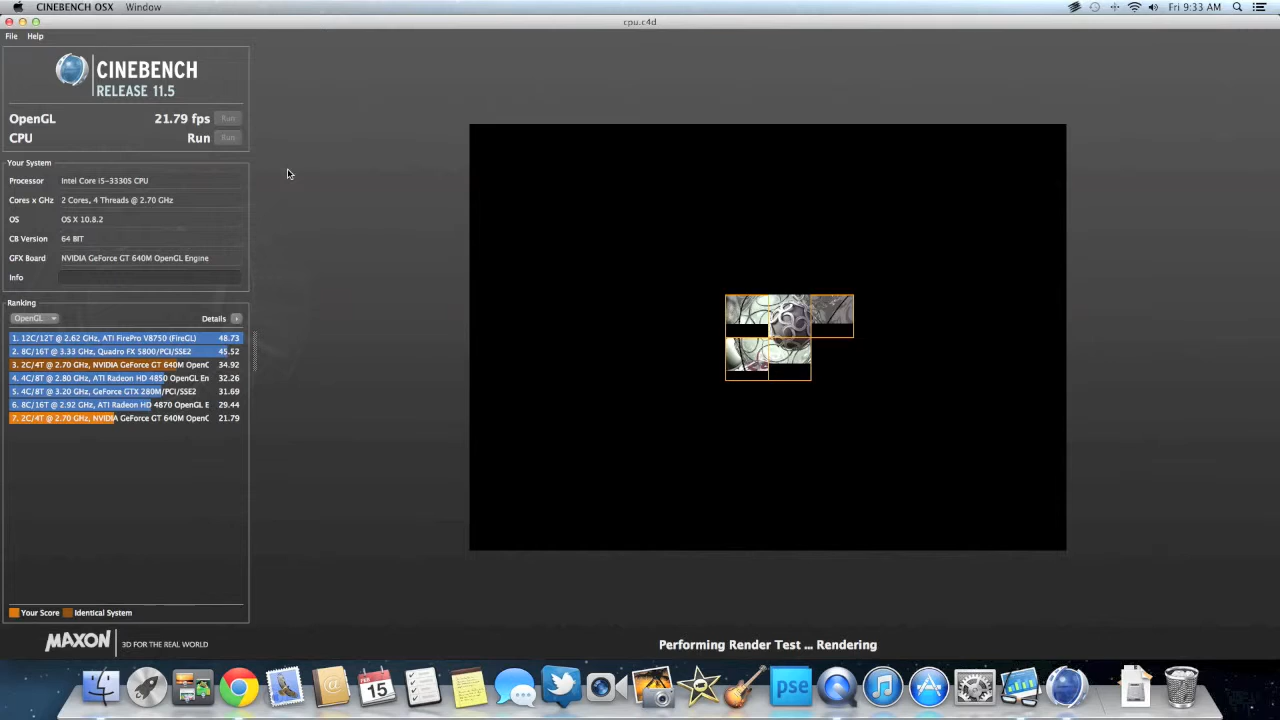 CINEBENCH OSX Window
Fri 9:33 AM
cpu.c4d
File Help
CINEBENCH
RELEASE 11.5
OpenGL 21.79 fps Run
CPU Run Run
Your System
Processor Intel Core i5-3330S CPU
Cores x GHz 2 Cores, 4 Threads @ 2.70 GHz
OS OS X 10.8.2
CB Version 64 BIT
GFX Board NVIDIA GeForce GT 640M OpenGL Engine
Info
Ranking
OpenGL Details
1. 12C/12T @ 2.62 GHz, ATI FirePro V8750 (FireGL) 48.73
2. 8C/16T @ 3.33 GHz, Quadro FX 5800/PCI/SSE2 45.52
3. 2C/4T @ 2.70 GHz, NVIDIA GeForce GT 640M OpenC 34.92
4. 4C/8T @ 2.80 GHz, ATI Radeon HD 4850 OpenGL En 32.26
5. 4C/8T @ 3.20 GHz, GeForce GTX 280M/PCI/SSE2 31.69
6. 8C/16T @ 2.92 GHz, ATI Radeon HD 4870 OpenGL E 29.44
7. 2C/4T @ 2.70 GHz, NVIDIA GeForce GT 640M OpenC 21.79
Your Score Identical System
MAXON 3D FOR THE REAL WORLD
Performing Render Test ... Rendering
FEB
15
@
pse